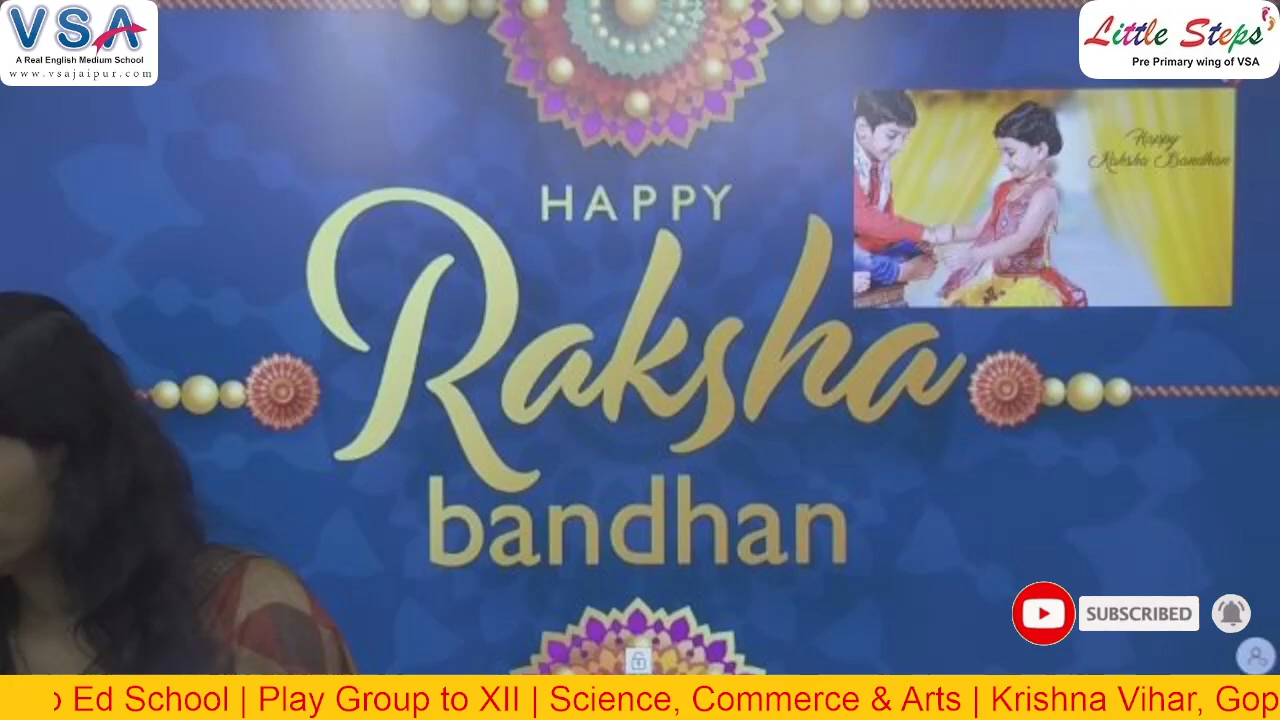 VSA
A Real English Medium School
www.vsajaipur.com
Little Steps
Pre Primary wing of VSA
Happy
Raksha Bandhan
HAPPY
Raksha
bandhan
SUBSCRIBED
Ed School | Play Group to XII | Science, Commerce & Arts | Krishna Vihar,